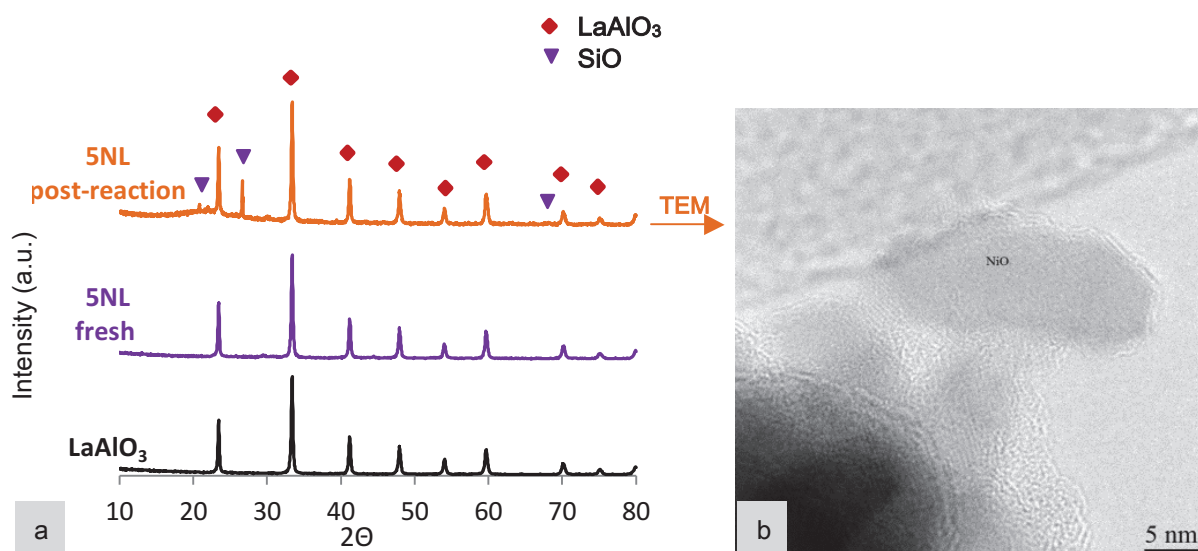 LaAlO₃
SiO
5NL
post-reaction
TEM
5NL
fresh
LaAlO₃
Intensity (a.u.)
10 20 30 40 50 60 70 80
2Θ
a
NiO
b
5 nm